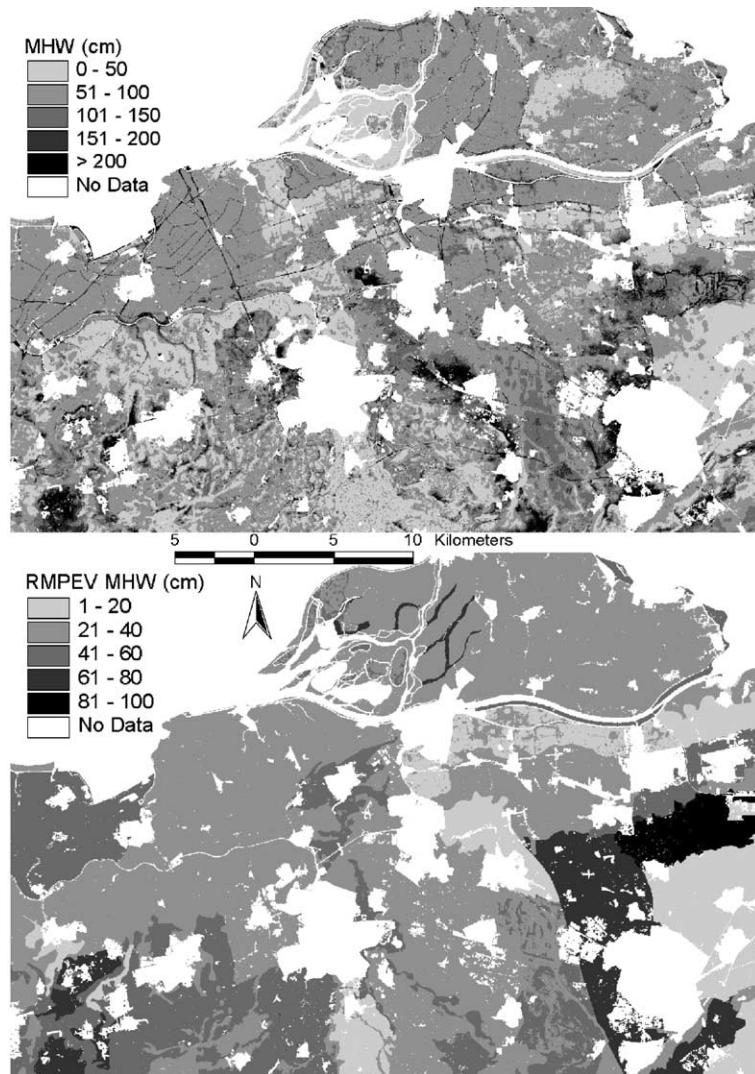 MHW (cm)
0 - 50
51 - 100
101 - 150
151 - 200
> 200
No Data
5 0 5 10 Kilometers
N
RMPEV MHW (cm)
1 - 20
21 - 40
41 - 60
61 - 80
81 - 100
No Data